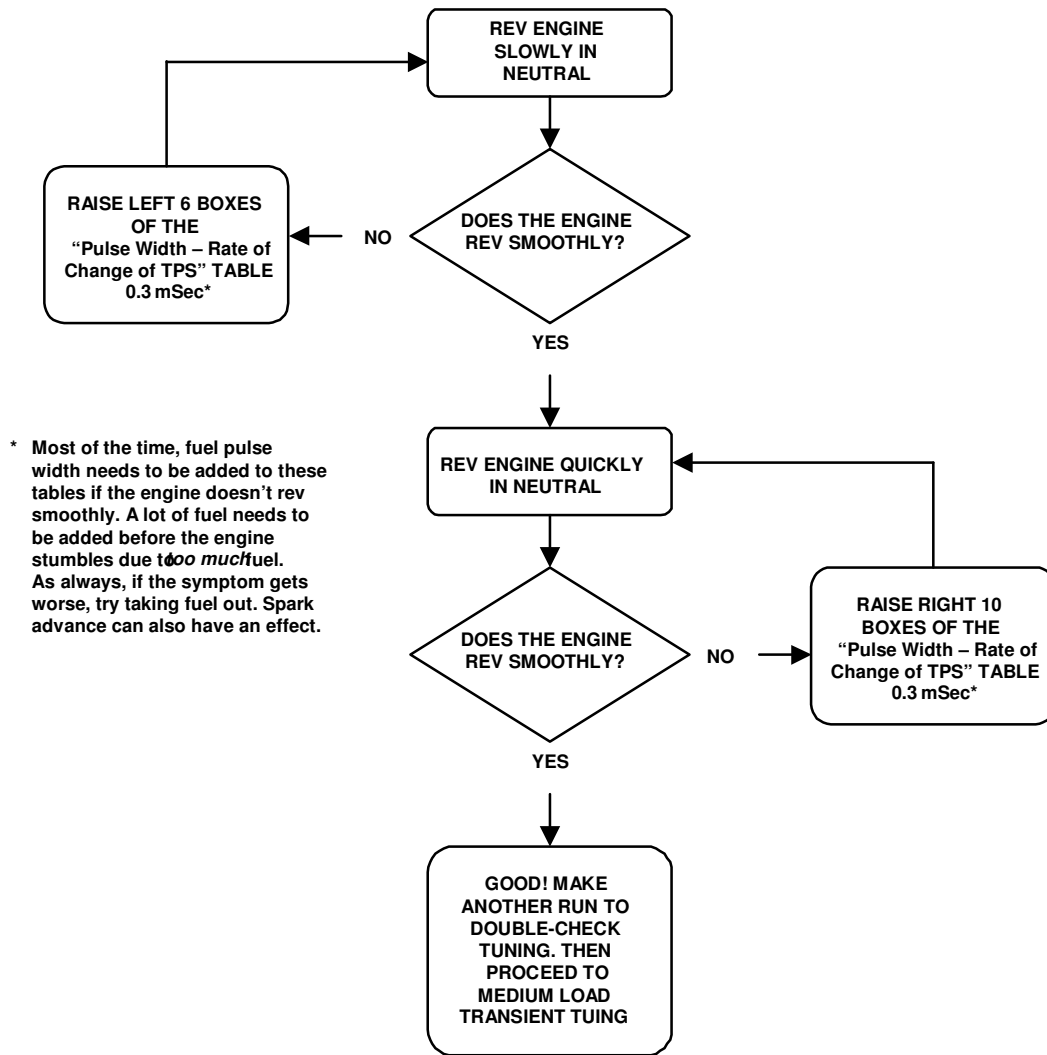 REV ENGINE
SLOWLY IN
NEUTRAL
RAISE LEFT 6 BOXES
OF THE
“Pulse Width – Rate of
Change of TPS” TABLE
0.3 mSec*
NO
DOES THE ENGINE
REV SMOOTHLY?
YES
* Most of the time, fuel pulse
width needs to be added to these
tables if the engine doesn’t rev
smoothly. A lot of fuel needs to
be added before the engine
stumbles due to too much fuel.
As always, if the symptom gets
worse, try taking fuel out. Spark
advance can also have an effect.
REV ENGINE QUICKLY
IN NEUTRAL
DOES THE ENGINE
REV SMOOTHLY?
NO
RAISE RIGHT 10
BOXES OF THE
“Pulse Width – Rate of
Change of TPS” TABLE
0.3 mSec*
YES
GOOD! MAKE
ANOTHER RUN TO
DOUBLE-CHECK
TUNING. THEN
PROCEED TO
MEDIUM LOAD
TRANSIENT TUING